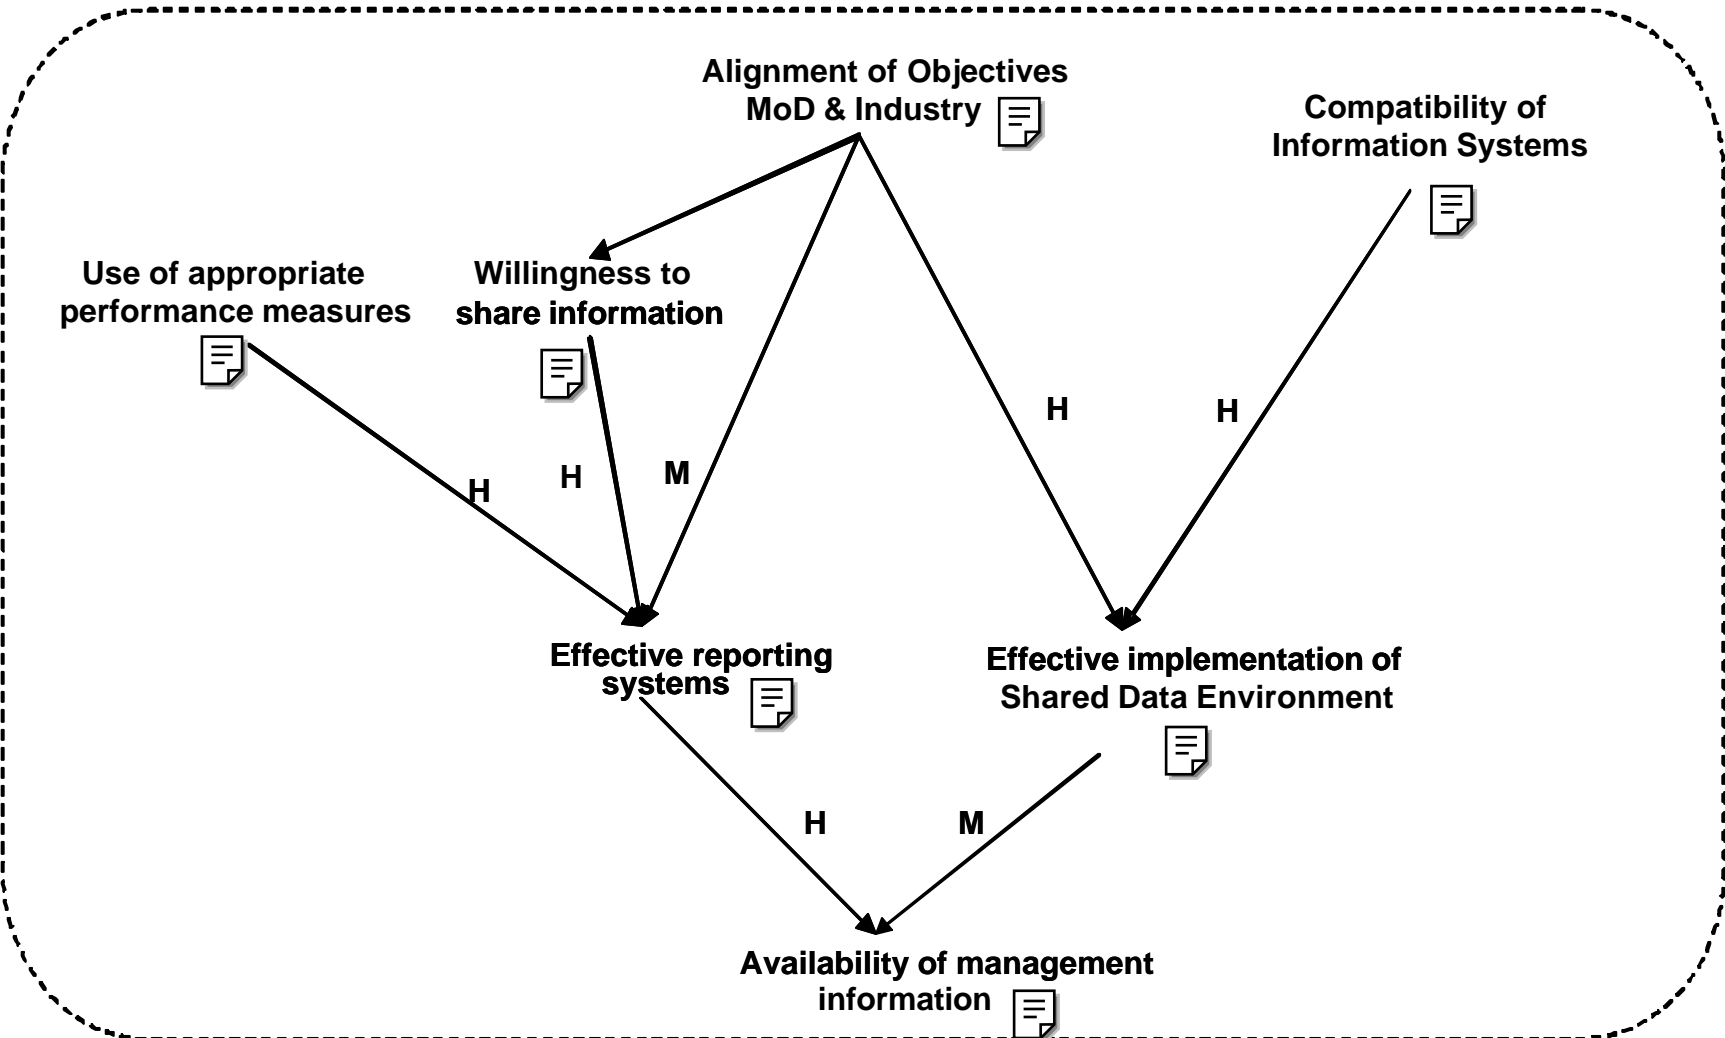 Alignment of Objectives
MoD & Industry
Compatibility of
Information Systems
Use of appropriate
performance measures
Willingness to
share information
H
H
H
H
M
Effective reporting
systems
Effective implementation of
Shared Data Environment
H
M
Availability of management
information